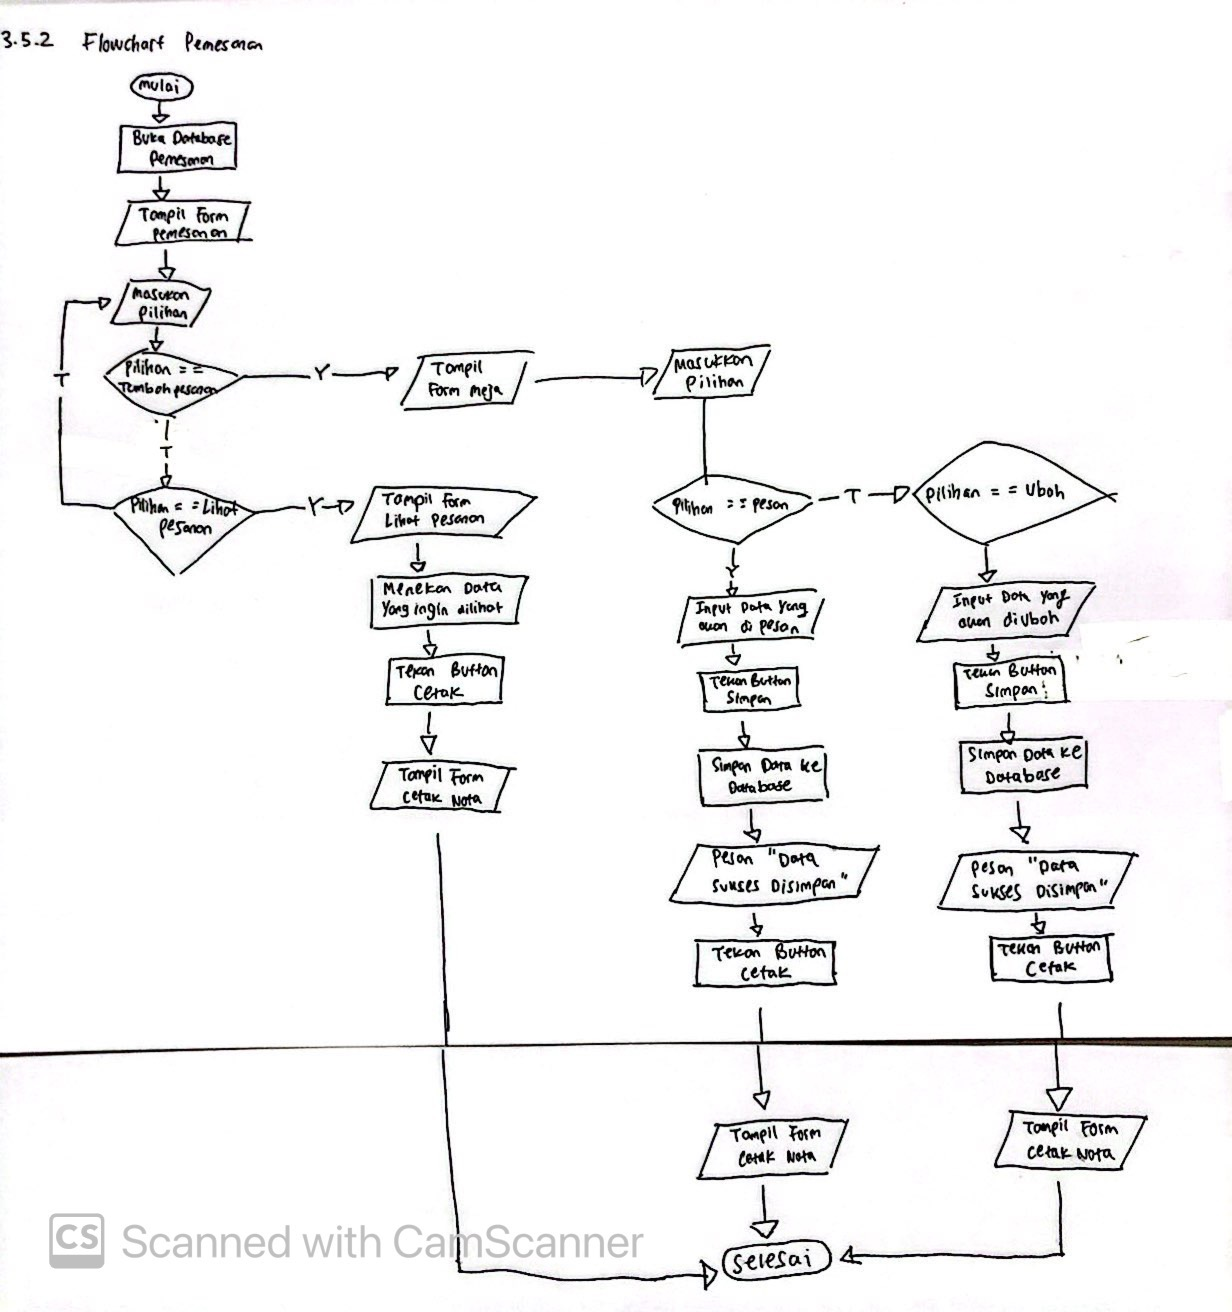 3.5.2 Flowchart Pemesanan
mulai
Buka Database
Pemesanan
Tampil Form
Pemesanan
Masukan
Pilihan
Pilihan ==
Tambah pesanan
Y
Tampil
Form Meja
Masukkan
Pilihan
T
T
Pilihan == Lihat
Pesanan
Y
Tampil Form
Lihat Pesanan
Menekan Data
Yang ingin dilihat
Tekan Button
Cetak
Tampil Form
Cetak Nota
Pilihan == pesan
T
Pilihan == Ubah
Y
Input Data Yang
akan di pesan
Tekan Button
Simpan
Simpan Data ke
Database
Pesan "Data
Sukses Disimpan"
Tekan Button
Cetak
Tampil Form
Cetak Nota
Input Data Yang
akan diubah
Tekan Button
Simpan
Simpan Data ke
Database
Pesan "Data
Sukses Disimpan"
Tekan Button
Cetak
Tampil Form
Cetak Nota
Selesai
CS Scanned with CamScanner